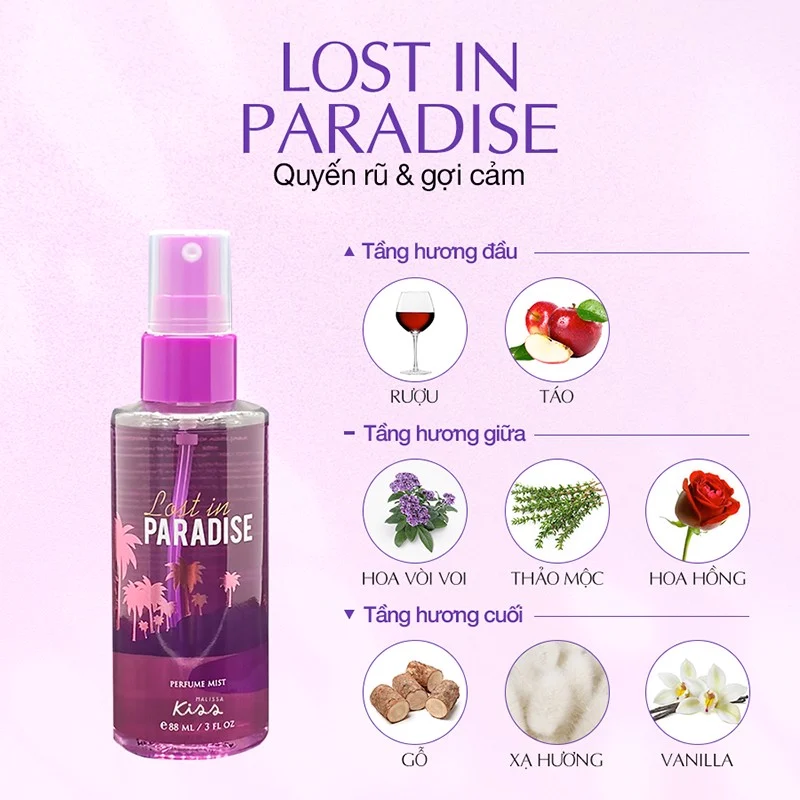 LOST IN
PARADISE
Quyến rũ & gợi cảm
Tầng hương đầu
RƯỢU
TÁO
Tầng hương giữa
HOA VÒI VOI
THẢO MỘC
HOA HỒNG
Tầng hương cuối
GỖ
XẠ HƯƠNG
VANILLA
Lost in
PARADISE
PERFUME MIST
MALISSA
Kiss
e 88 ML / 3 FL OZ